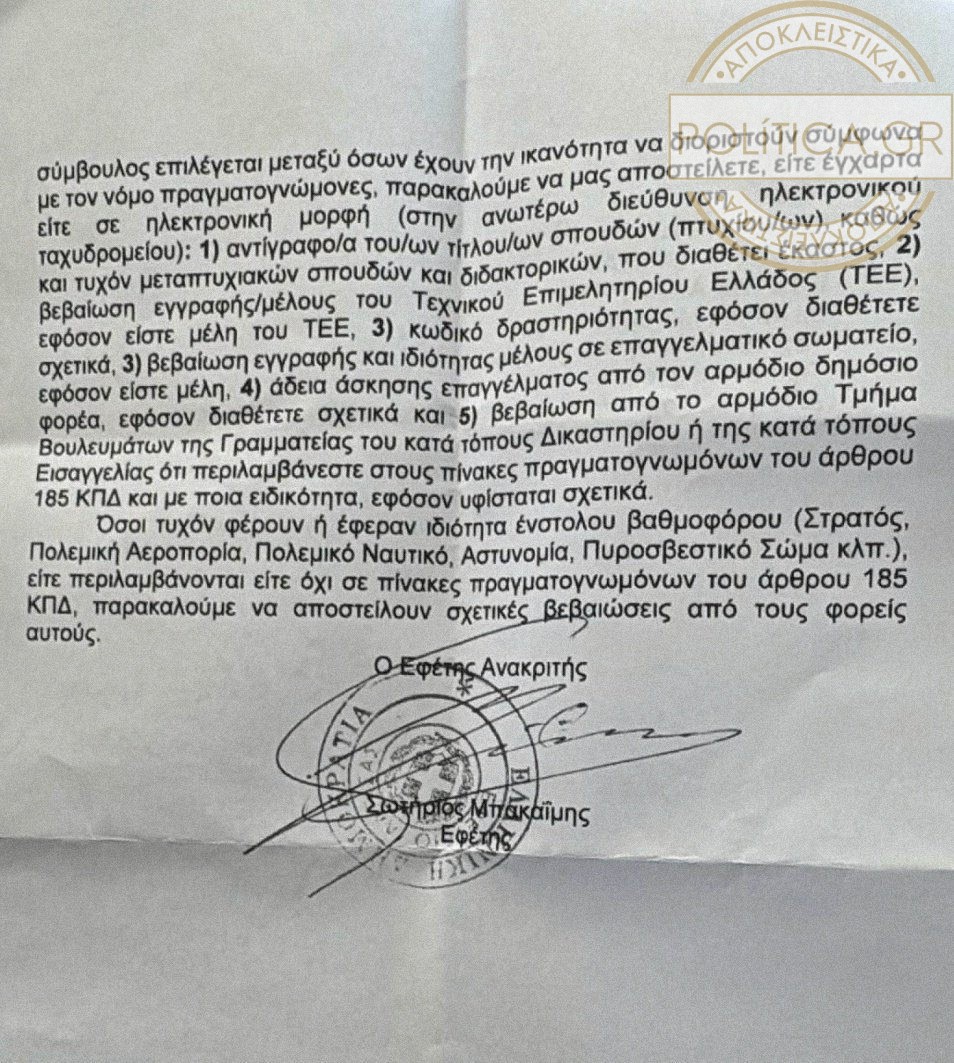 ΑΠΟΚΛΕΙΣΤΙΚΑ
POLITICA.GR
σύμβουλος επιλέγεται μεταξύ όσων έχουν την ικανότητα να διοριστούν σύμφωνα
με τον νόμο πραγματογνώμονες, παρακαλούμε να μας αποστείλετε, είτε έγχαρτα
είτε σε ηλεκτρονική μορφή (στην ανωτέρω διεύθυνση ηλεκτρονικού
ταχυδρομείου): 1) αντίγραφο/α του/ων τίτλου/ων σπουδών (πτυχίου/ων), καθώς
και τυχόν μεταπτυχιακών σπουδών και διδακτορικών, που διαθέτει έκαστος, 2)
βεβαίωση εγγραφής/μέλους του Τεχνικού Επιμελητηρίου Ελλάδος (ΤΕΕ),
εφόσον είστε μέλη του ΤΕΕ, 3) κωδικό δραστηριότητας, εφόσον διαθέτετε
σχετικά, 3) βεβαίωση εγγραφής και ιδιότητας μέλους σε επαγγελματικό σωματείο,
εφόσον είστε μέλη, 4) άδεια άσκησης επαγγέλματος από τον αρμόδιο δημόσιο
φορέα, εφόσον διαθέτετε σχετικά και 5) βεβαίωση από το αρμόδιο Τμήμα
Βουλευμάτων της Γραμματείας του κατά τόπους Δικαστηρίου ή της κατά τόπους
Εισαγγελίας ότι περιλαμβάνεστε στους πίνακες πραγματογνωμόνων του άρθρου
185 ΚΠΔ και με ποια ειδικότητα, εφόσον υφίσταται σχετικά.
Όσοι τυχόν φέρουν ή έφεραν ιδιότητα ένστολου βαθμοφόρου (Στρατός,
Πολεμική Αεροπορία, Πολεμικό Ναυτικό, Αστυνομία, Πυροσβεστικό Σώμα κλπ.),
είτε περιλαμβάνονται είτε όχι σε πίνακες πραγματογνωμόνων του άρθρου 185
ΚΠΔ, παρακαλούμε να αποστείλουν σχετικές βεβαιώσεις από τους φορείς
αυτούς.
Ο Εφέτης Ανακριτής
ΕΛΛΗΝΙΚΗ ΔΗΜΟΚΡΑΤΙΑ
Σωτήριος Μπακαΐμης
Εφέτης